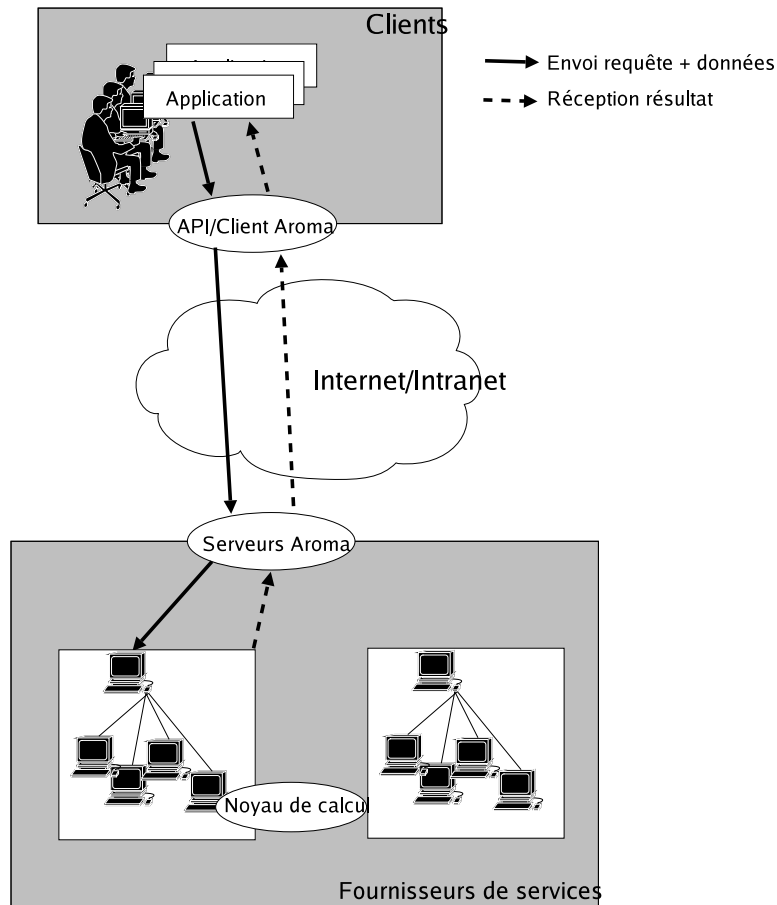 Clients
Envoi requête + données
Réception résultat
Application
API/Client Aroma
Internet/Intranet
Serveurs Aroma
Noyau de calcul
Fournisseurs de services